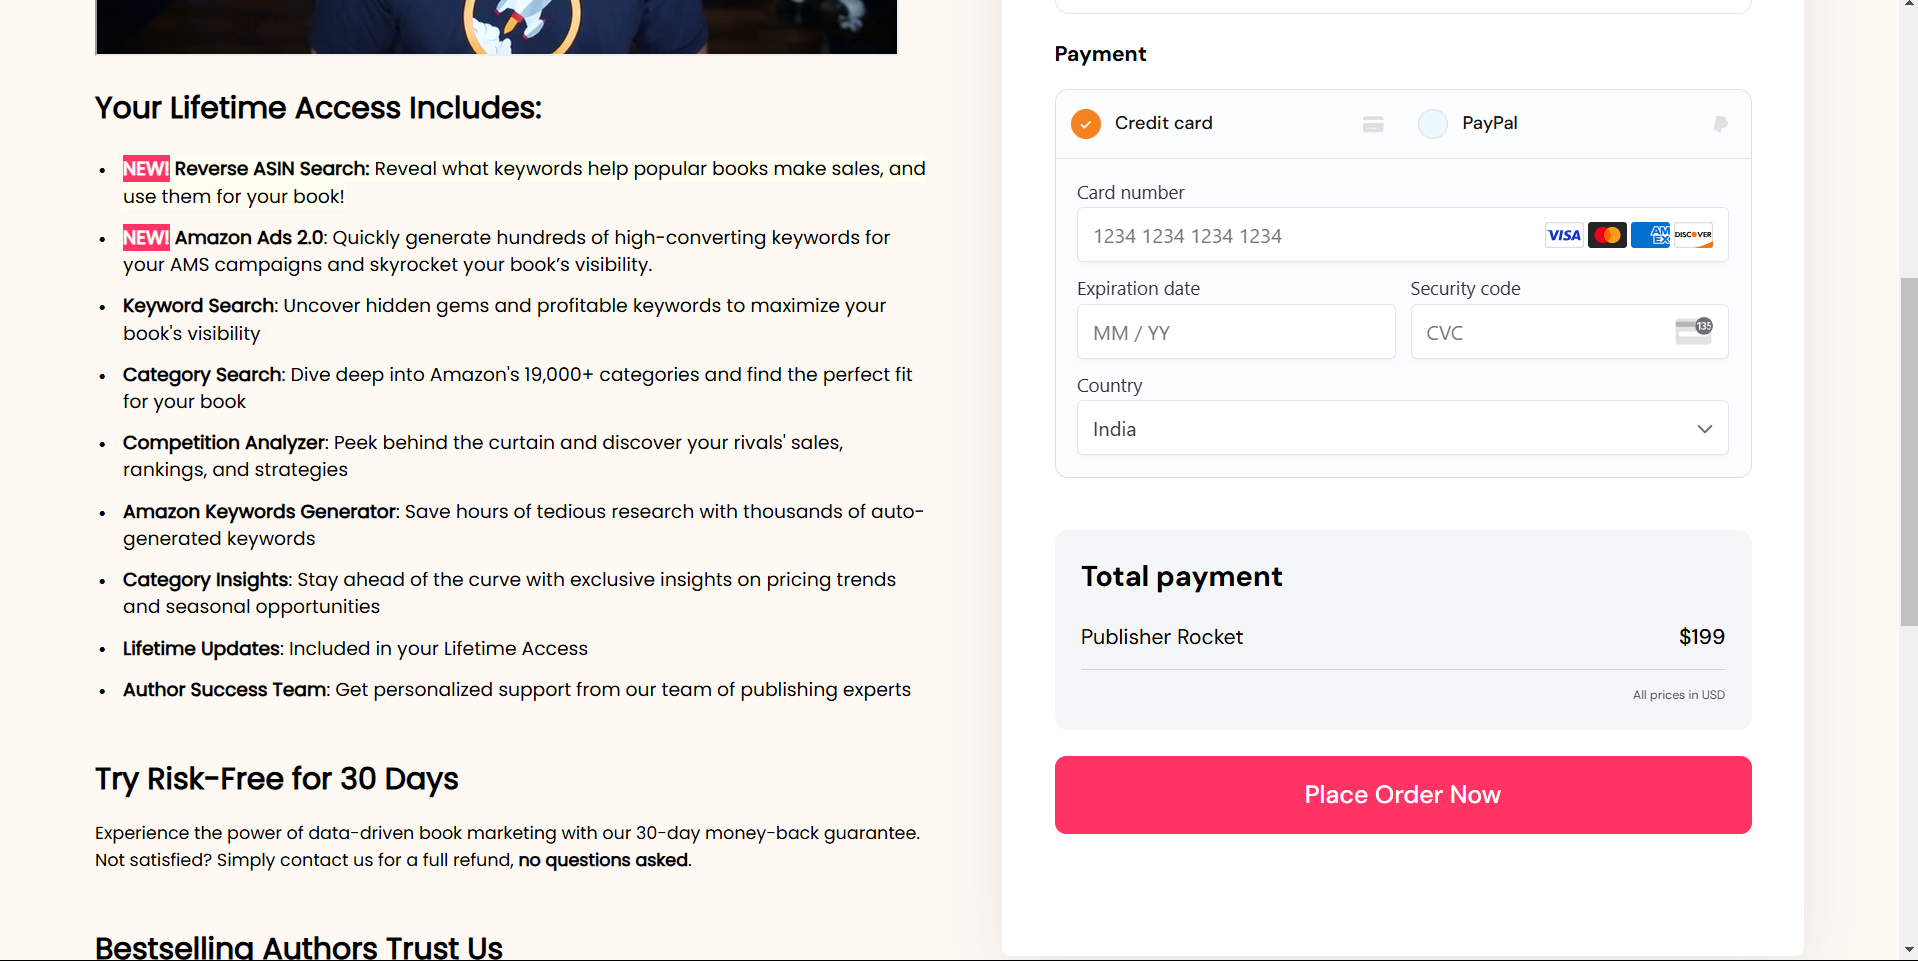 Your Lifetime Access Includes:
NEW! Reverse ASIN Search: Reveal what keywords help popular books make sales, and
use them for your book!
NEW! Amazon Ads 2.0: Quickly generate hundreds of high-converting keywords for
your AMS campaigns and skyrocket your book’s visibility.
Keyword Search: Uncover hidden gems and profitable keywords to maximize your
book's visibility
Category Search: Dive deep into Amazon's 19,000+ categories and find the perfect fit
for your book
Competition Analyzer: Peek behind the curtain and discover your rivals' sales,
rankings, and strategies
Amazon Keywords Generator: Save hours of tedious research with thousands of auto-
generated keywords
Category Insights: Stay ahead of the curve with exclusive insights on pricing trends
and seasonal opportunities
Lifetime Updates: Included in your Lifetime Access
Author Success Team: Get personalized support from our team of publishing experts
Try Risk-Free for 30 Days
Experience the power of data-driven book marketing with our 30-day money-back guarantee.
Not satisfied? Simply contact us for a full refund, no questions asked.
Bestselling Authors Trust Us
Payment
Credit card
PayPal
Card number
1234 1234 1234 1234
VISA
AM
EX
DISCOVER
Expiration date
Security code
MM / YY
CVC
135
Country
India
Total payment
Publisher Rocket
$199
All prices in USD
Place Order Now